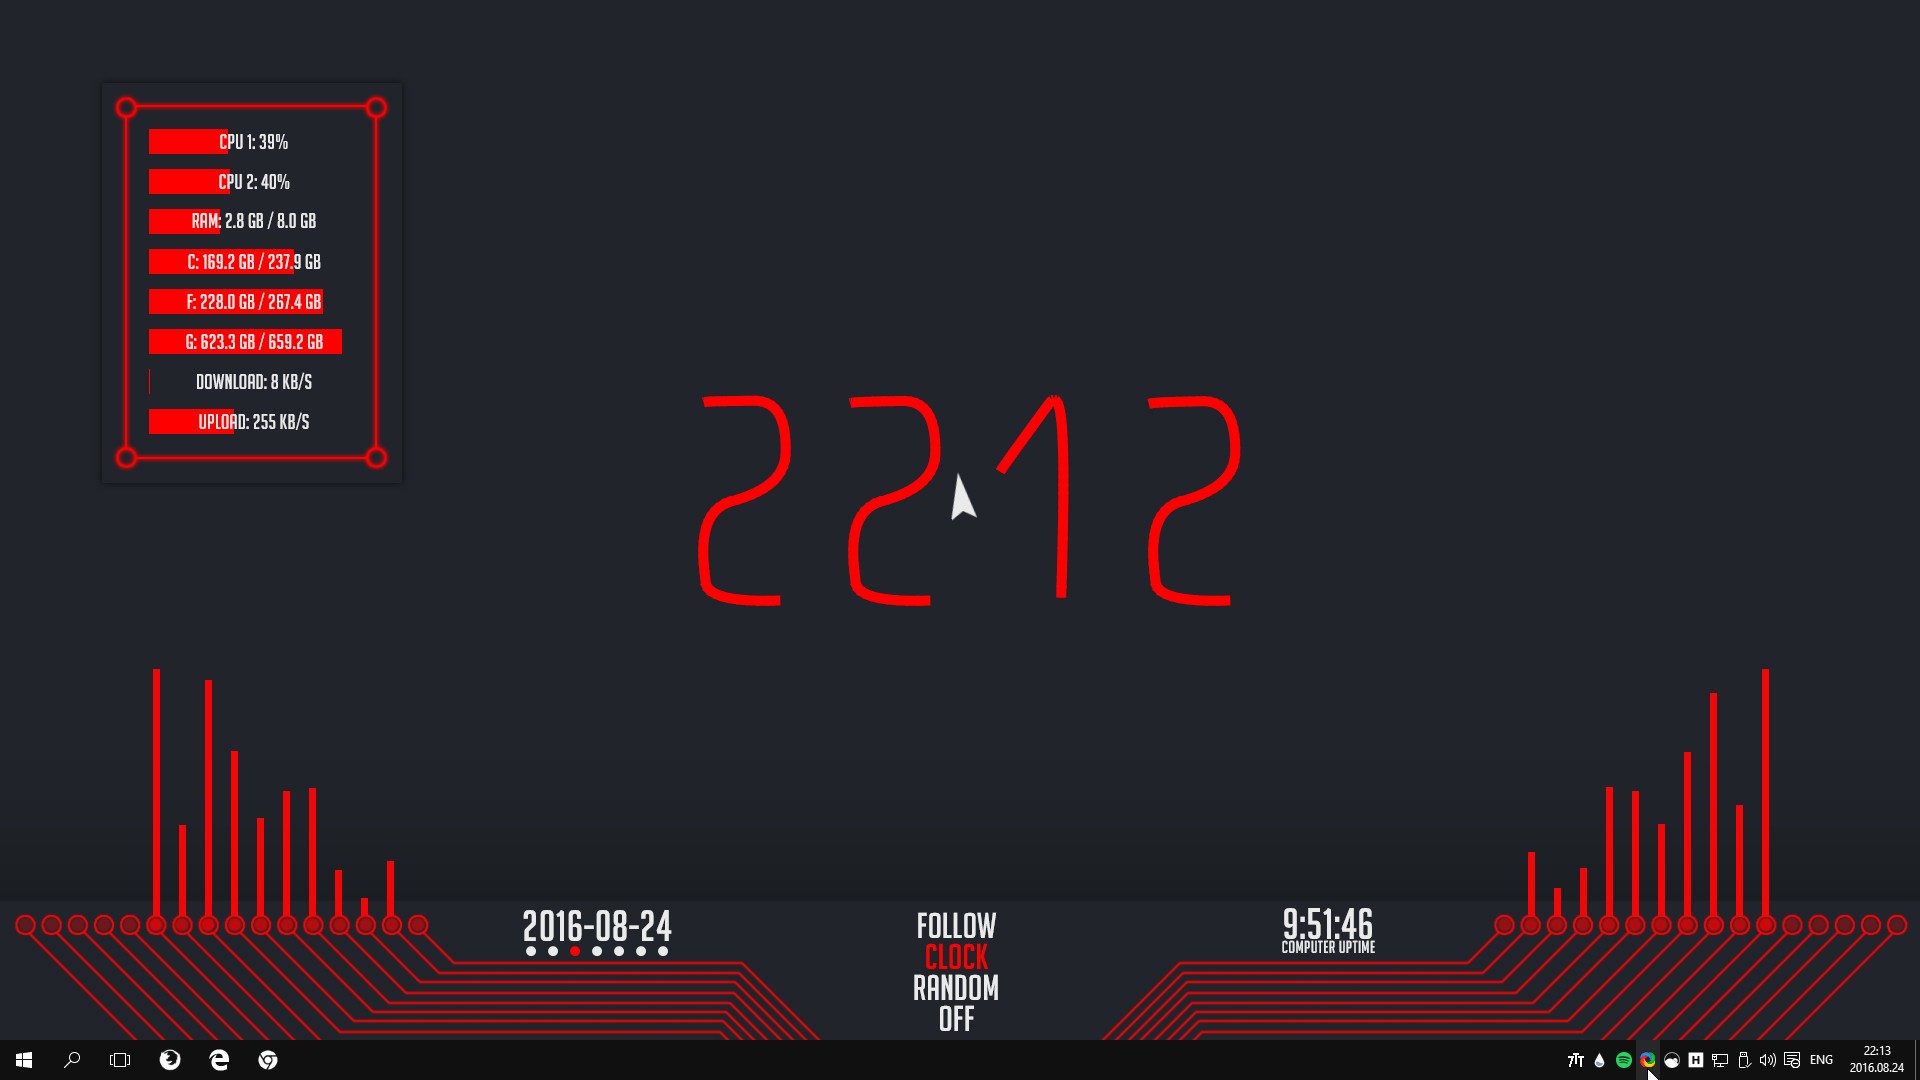 CPU 1: 39%
CPU 2: 40%
RAM: 2.8 GB / 8.0 GB
C: 169.2 GB / 237.9 GB
F: 228.0 GB / 267.4 GB
G: 623.3 GB / 659.2 GB
DOWNLOAD: 8 KB/S
UPLOAD: 255 KB/S
2212
2016-08-24
FOLLOW
CLOCK
RANDOM
OFF
9:51:46
COMPUTER UPTIME
7TT
H
ENG
22:13
2016.08.24